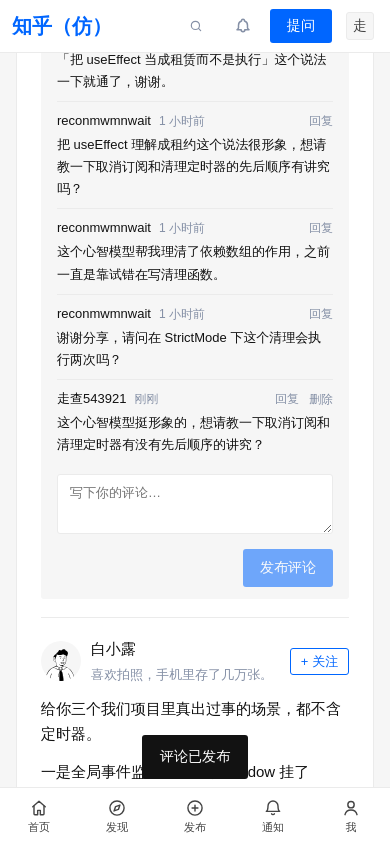 知乎（仿）
提问
走
「把 useEffect 当成租赁而不是执行」这个说法
一下就通了，谢谢。
reconmwmnwait 1 小时前 回复
把 useEffect 理解成租约这个说法很形象，想请
教一下取消订阅和清理定时器的先后顺序有讲究
吗？
reconmwmnwait 1 小时前 回复
这个心智模型帮我理清了依赖数组的作用，之前
一直是靠试错在写清理函数。
reconmwmnwait 1 小时前 回复
谢谢分享，请问在 StrictMode 下这个清理会执
行两次吗？
走查543921 刚刚 回复 删除
这个心智模型挺形象的，想请教一下取消订阅和
清理定时器有没有先后顺序的讲究？
写下你的评论…
发布评论
白小露
喜欢拍照，手机里存了几万张。
+ 关注
给你三个我们项目里真出过事的场景，都不含
定时器。
评论已发布
一是全局事件监 dow 挂了
首页 发现 发布 通知 我